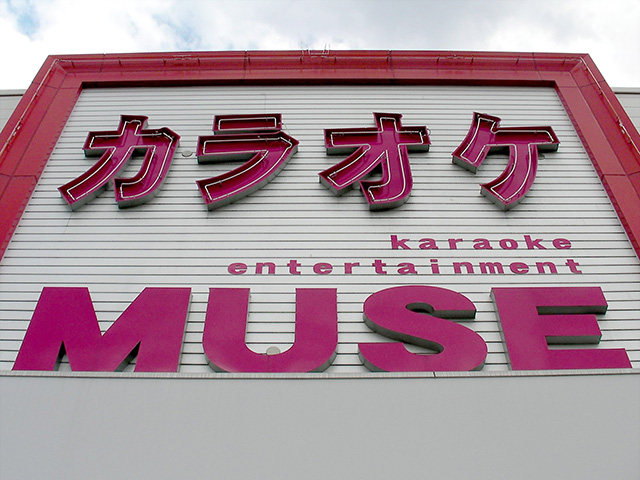 カラオケ
karaoke
entertainment
MUSE